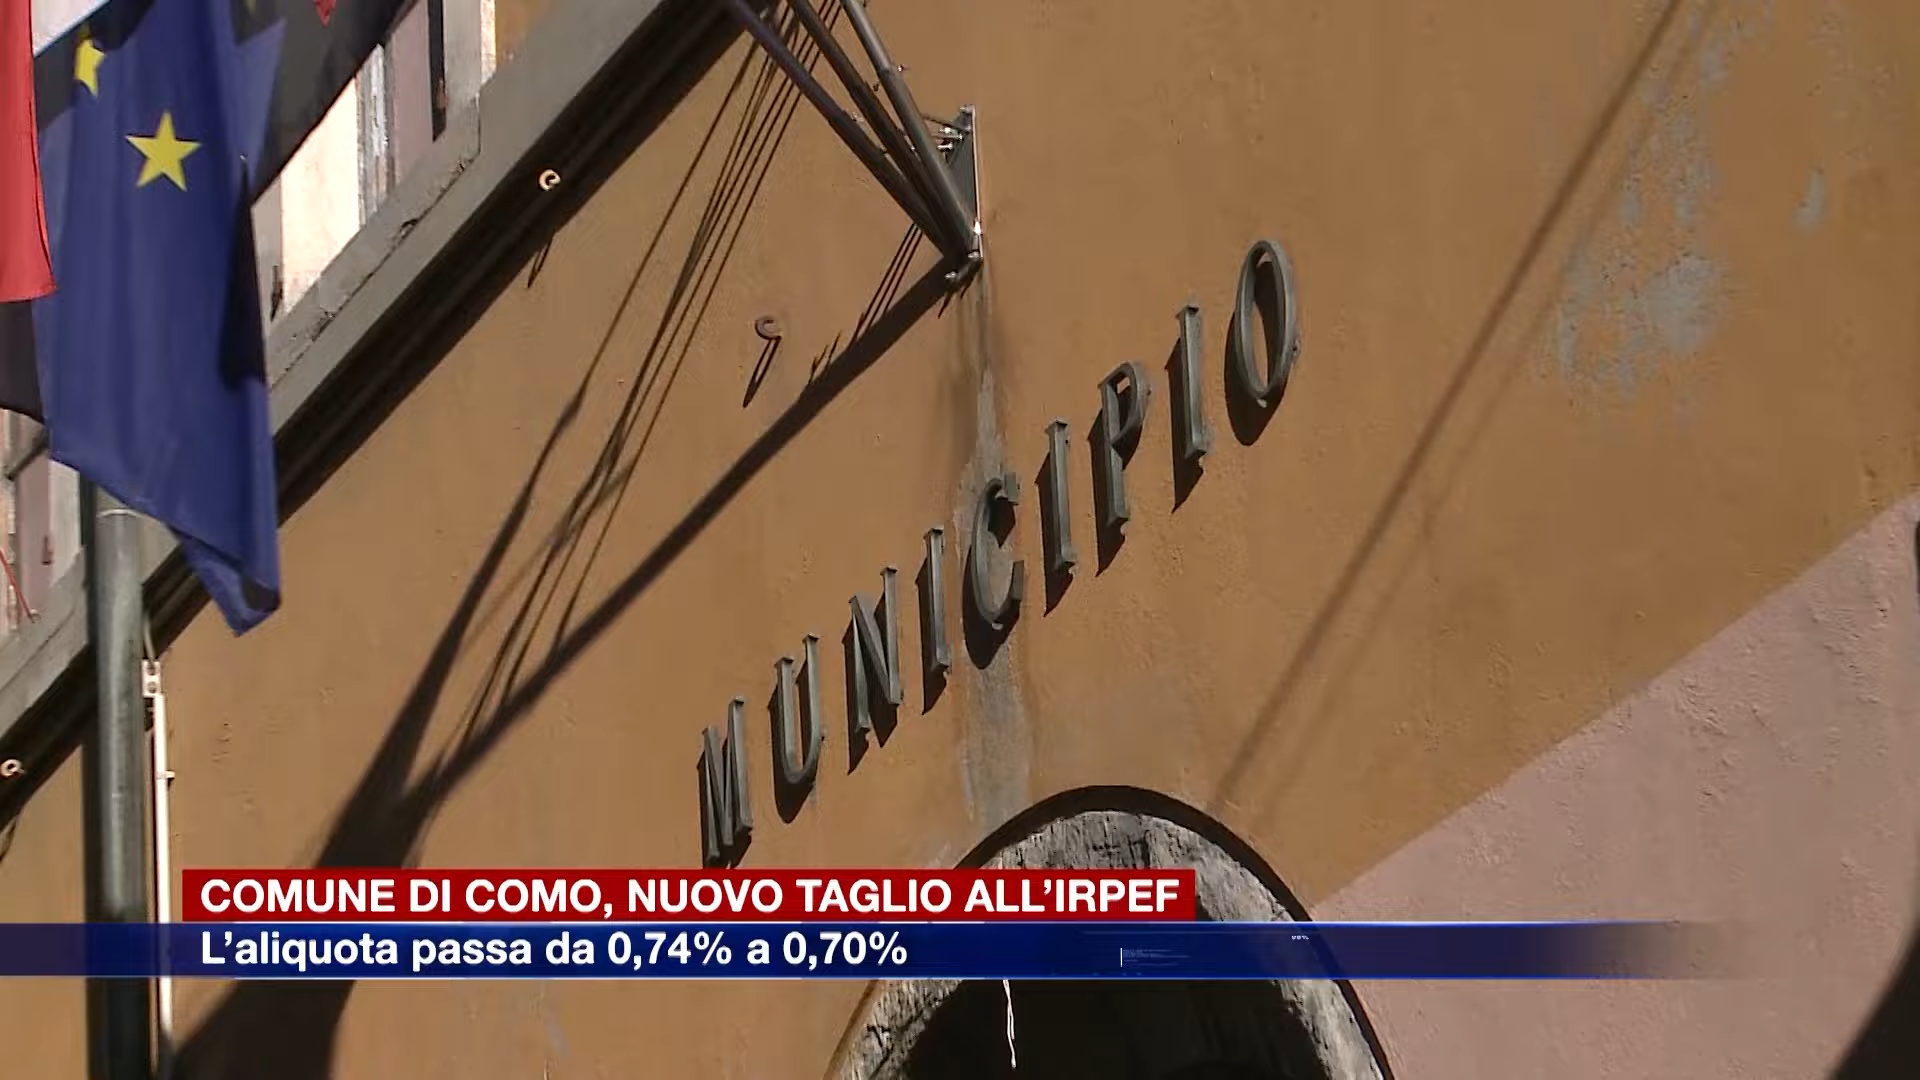 MUNICIPIO
COMUNE DI COMO, NUOVO TAGLIO ALL’IRPEF
L’aliquota passa da 0,74% a 0,70%